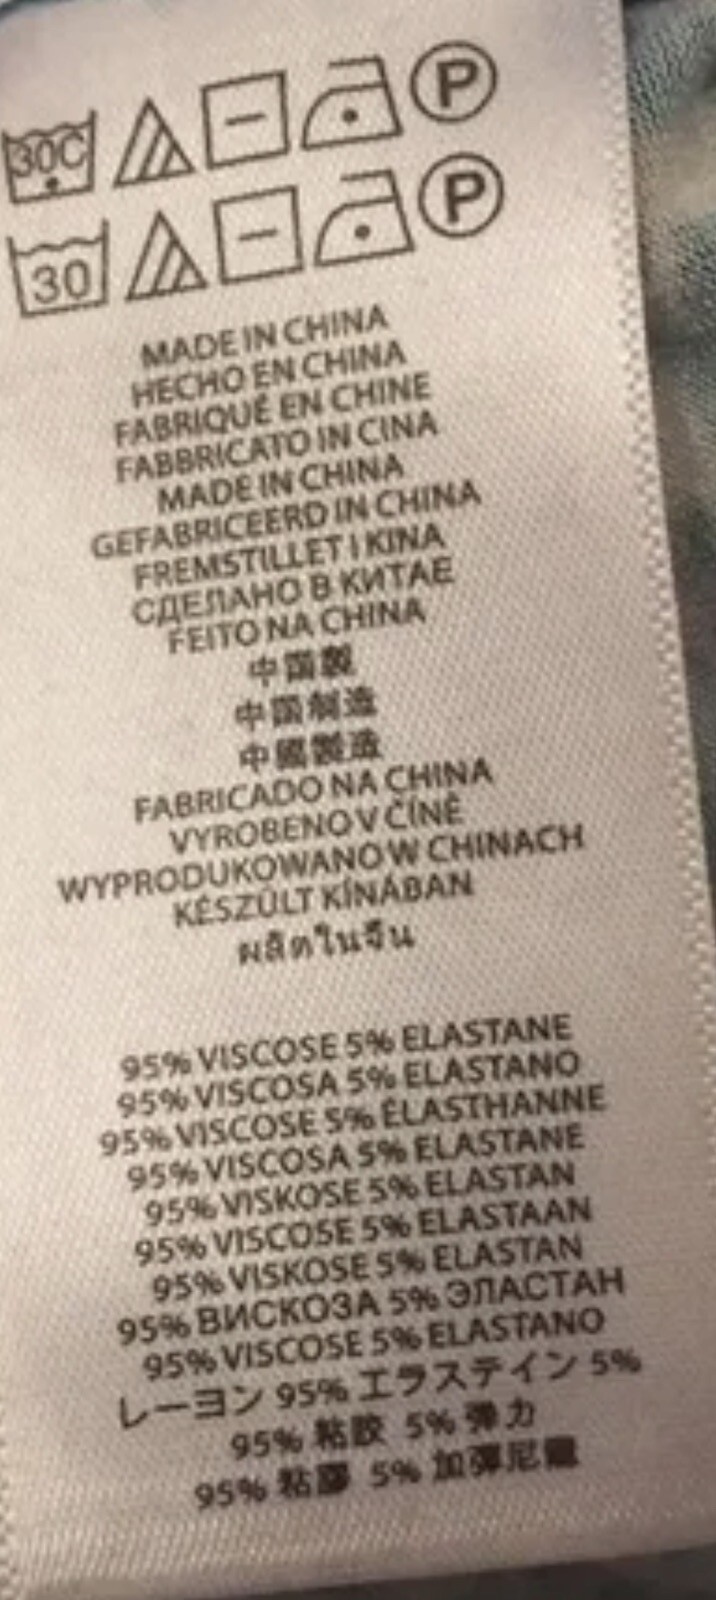 30C P
30 P
MADE IN CHINA
HECHO EN CHINA
FABRIQUÉ EN CHINE
FABBRICATO IN CINA
MADE IN CHINA
GEFABRICEERD IN CHINA
FREMSTILLET I KINA
СДЕЛАНО В КИТАЕ
FEITO NA CHINA
中国製
中国制造
中國製造
FABRICADO NA CHINA
VYROBENO V ČÍNĚ
WYPRODUKOWANO W CHINACH
KÉSZÜLT KÍNÁBAN
ผลิตในจีน
95% VISCOSE 5% ELASTANE
95% VISCOSA 5% ELASTANO
95% VISCOSE 5% ÉLASTHANNE
95% VISCOSA 5% ELASTANE
95% VISKOSE 5% ELASTAN
95% VISCOSE 5% ELASTAAN
95% VISKOSE 5% ELASTAN
95% ВИСКОЗА 5% ЭЛАСТАН
95% VISCOSE 5% ELASTANO
レーヨン 95% エラステイン 5%
95% 粘胶 5% 弹力
95% 粘膠 5% 加彈尼龍